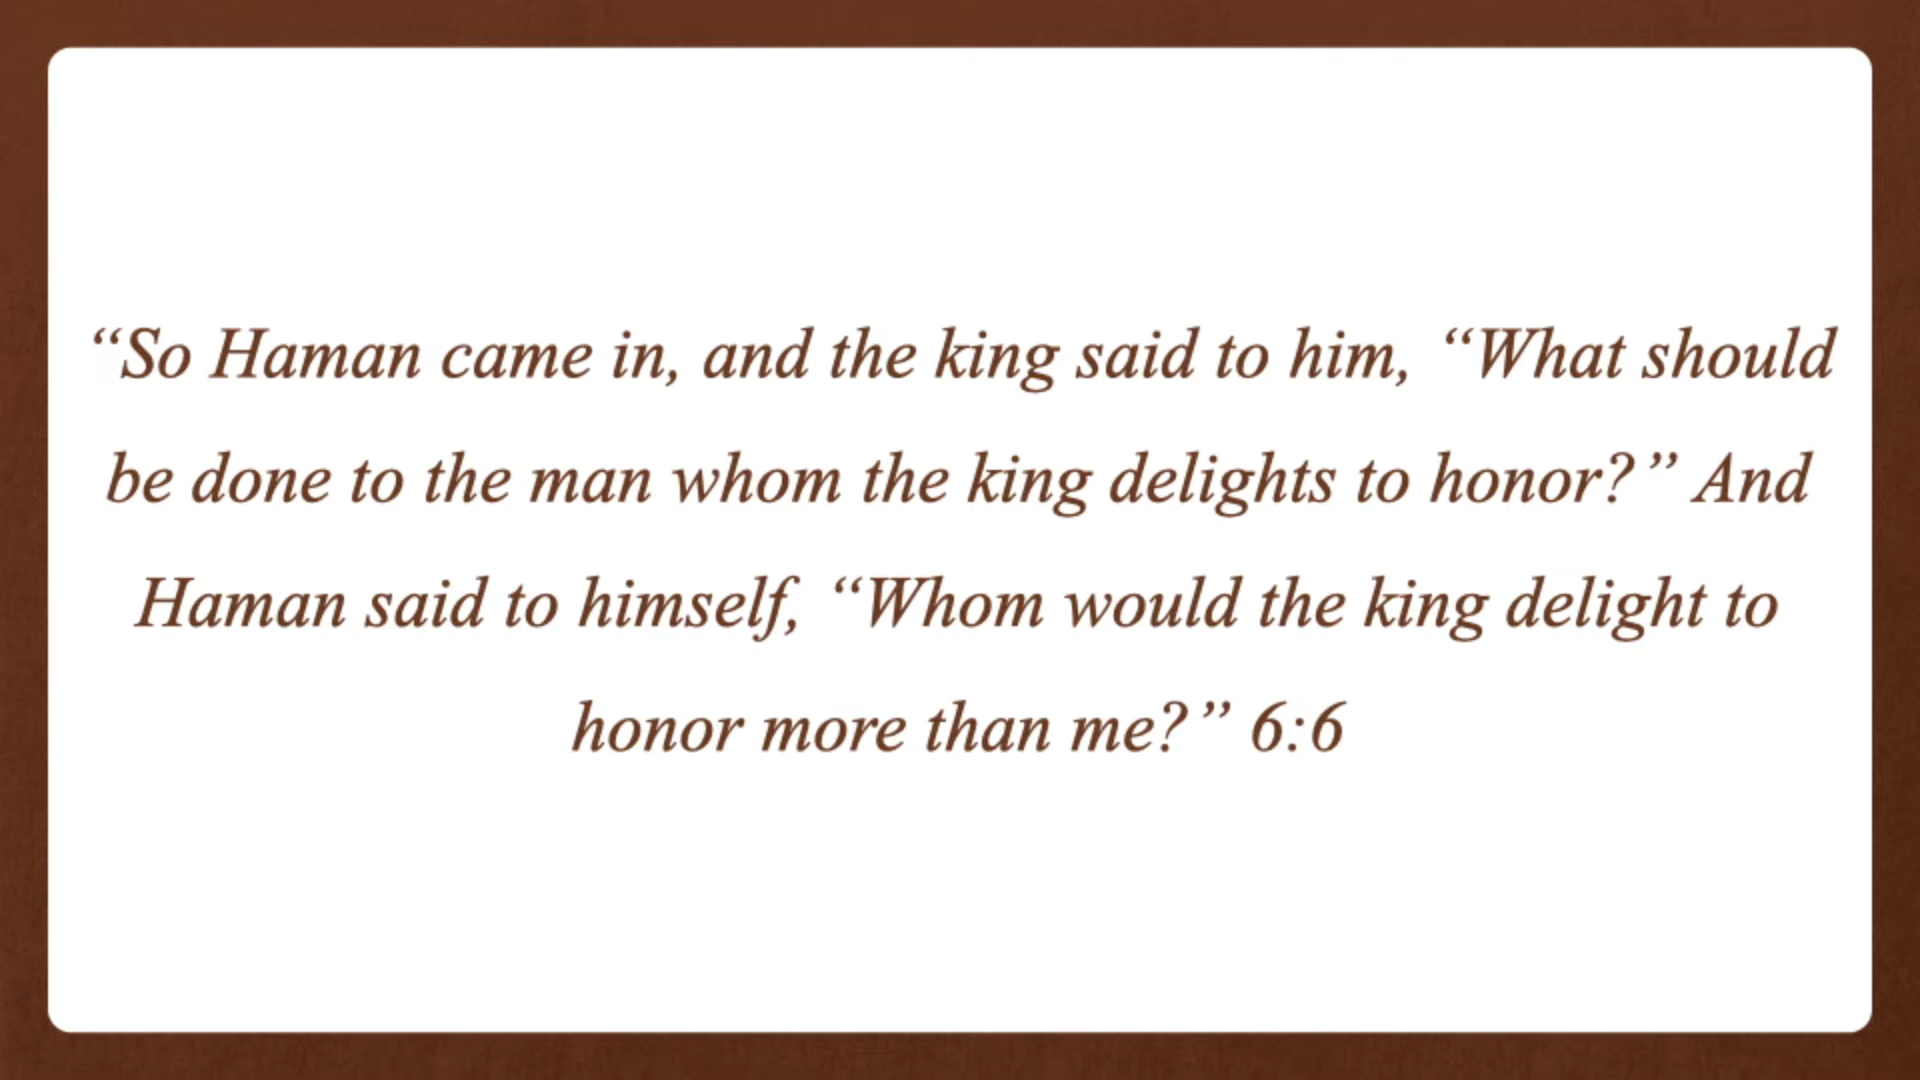 “So Haman came in, and the king said to him, “What should
be done to the man whom the king delights to honor?” And
Haman said to himself, “Whom would the king delight to
honor more than me?” 6:6